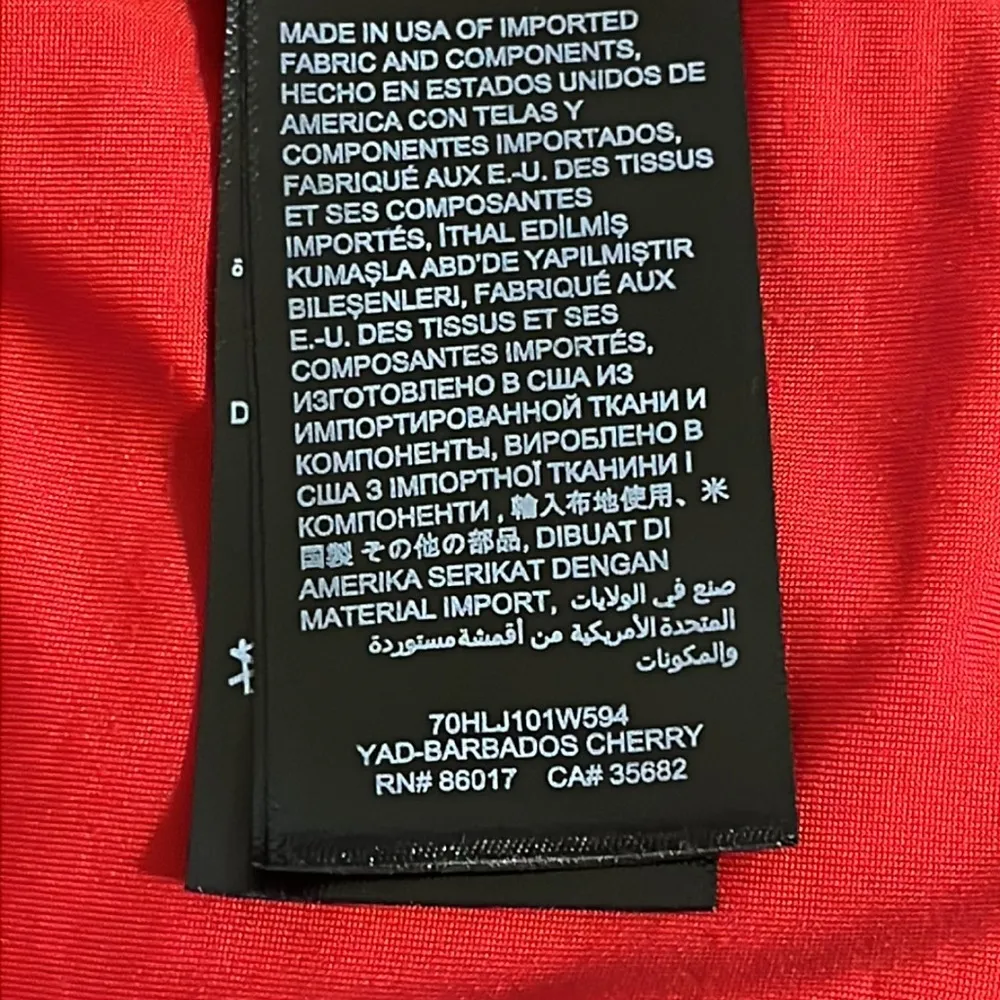 MADE IN USA OF IMPORTED
FABRIC AND COMPONENTS,
HECHO EN ESTADOS UNIDOS DE
AMERICA CON TELAS Y
COMPONENTES IMPORTADOS,
FABRIQUÉ AUX E.-U. DES TISSUS
ET SES COMPOSANTES
IMPORTÉS, İTHAL EDİLMİŞ
KUMAŞLA ABD'DE YAPILMIŞTIR
BILEŞENLERI, FABRIQUÉ AUX
E.-U. DES TISSUS ET SES
COMPOSANTES IMPORTÉS,
ИЗГОТОВЛЕНО В США ИЗ
ИМПОРТИРОВАННОЙ ТКАНИ И
КОМПОНЕНТЫ, ВИРОБЛЕНО В
США З ІМПОРТНОЇ ТКАНИНИ І
КОМПОНЕНТИ , 輸入布地使用、米
国製 その他の部品, DIBUAT DI
AMERIKA SERIKAT DENGAN
MATERIAL IMPORT, صنع في الولايات
المتحدة الأمريكية من أقمشة مستوردة
والمكونات
70HLJ101W594
YAD-BARBADOS CHERRY
RN# 86017 CA# 35682
D